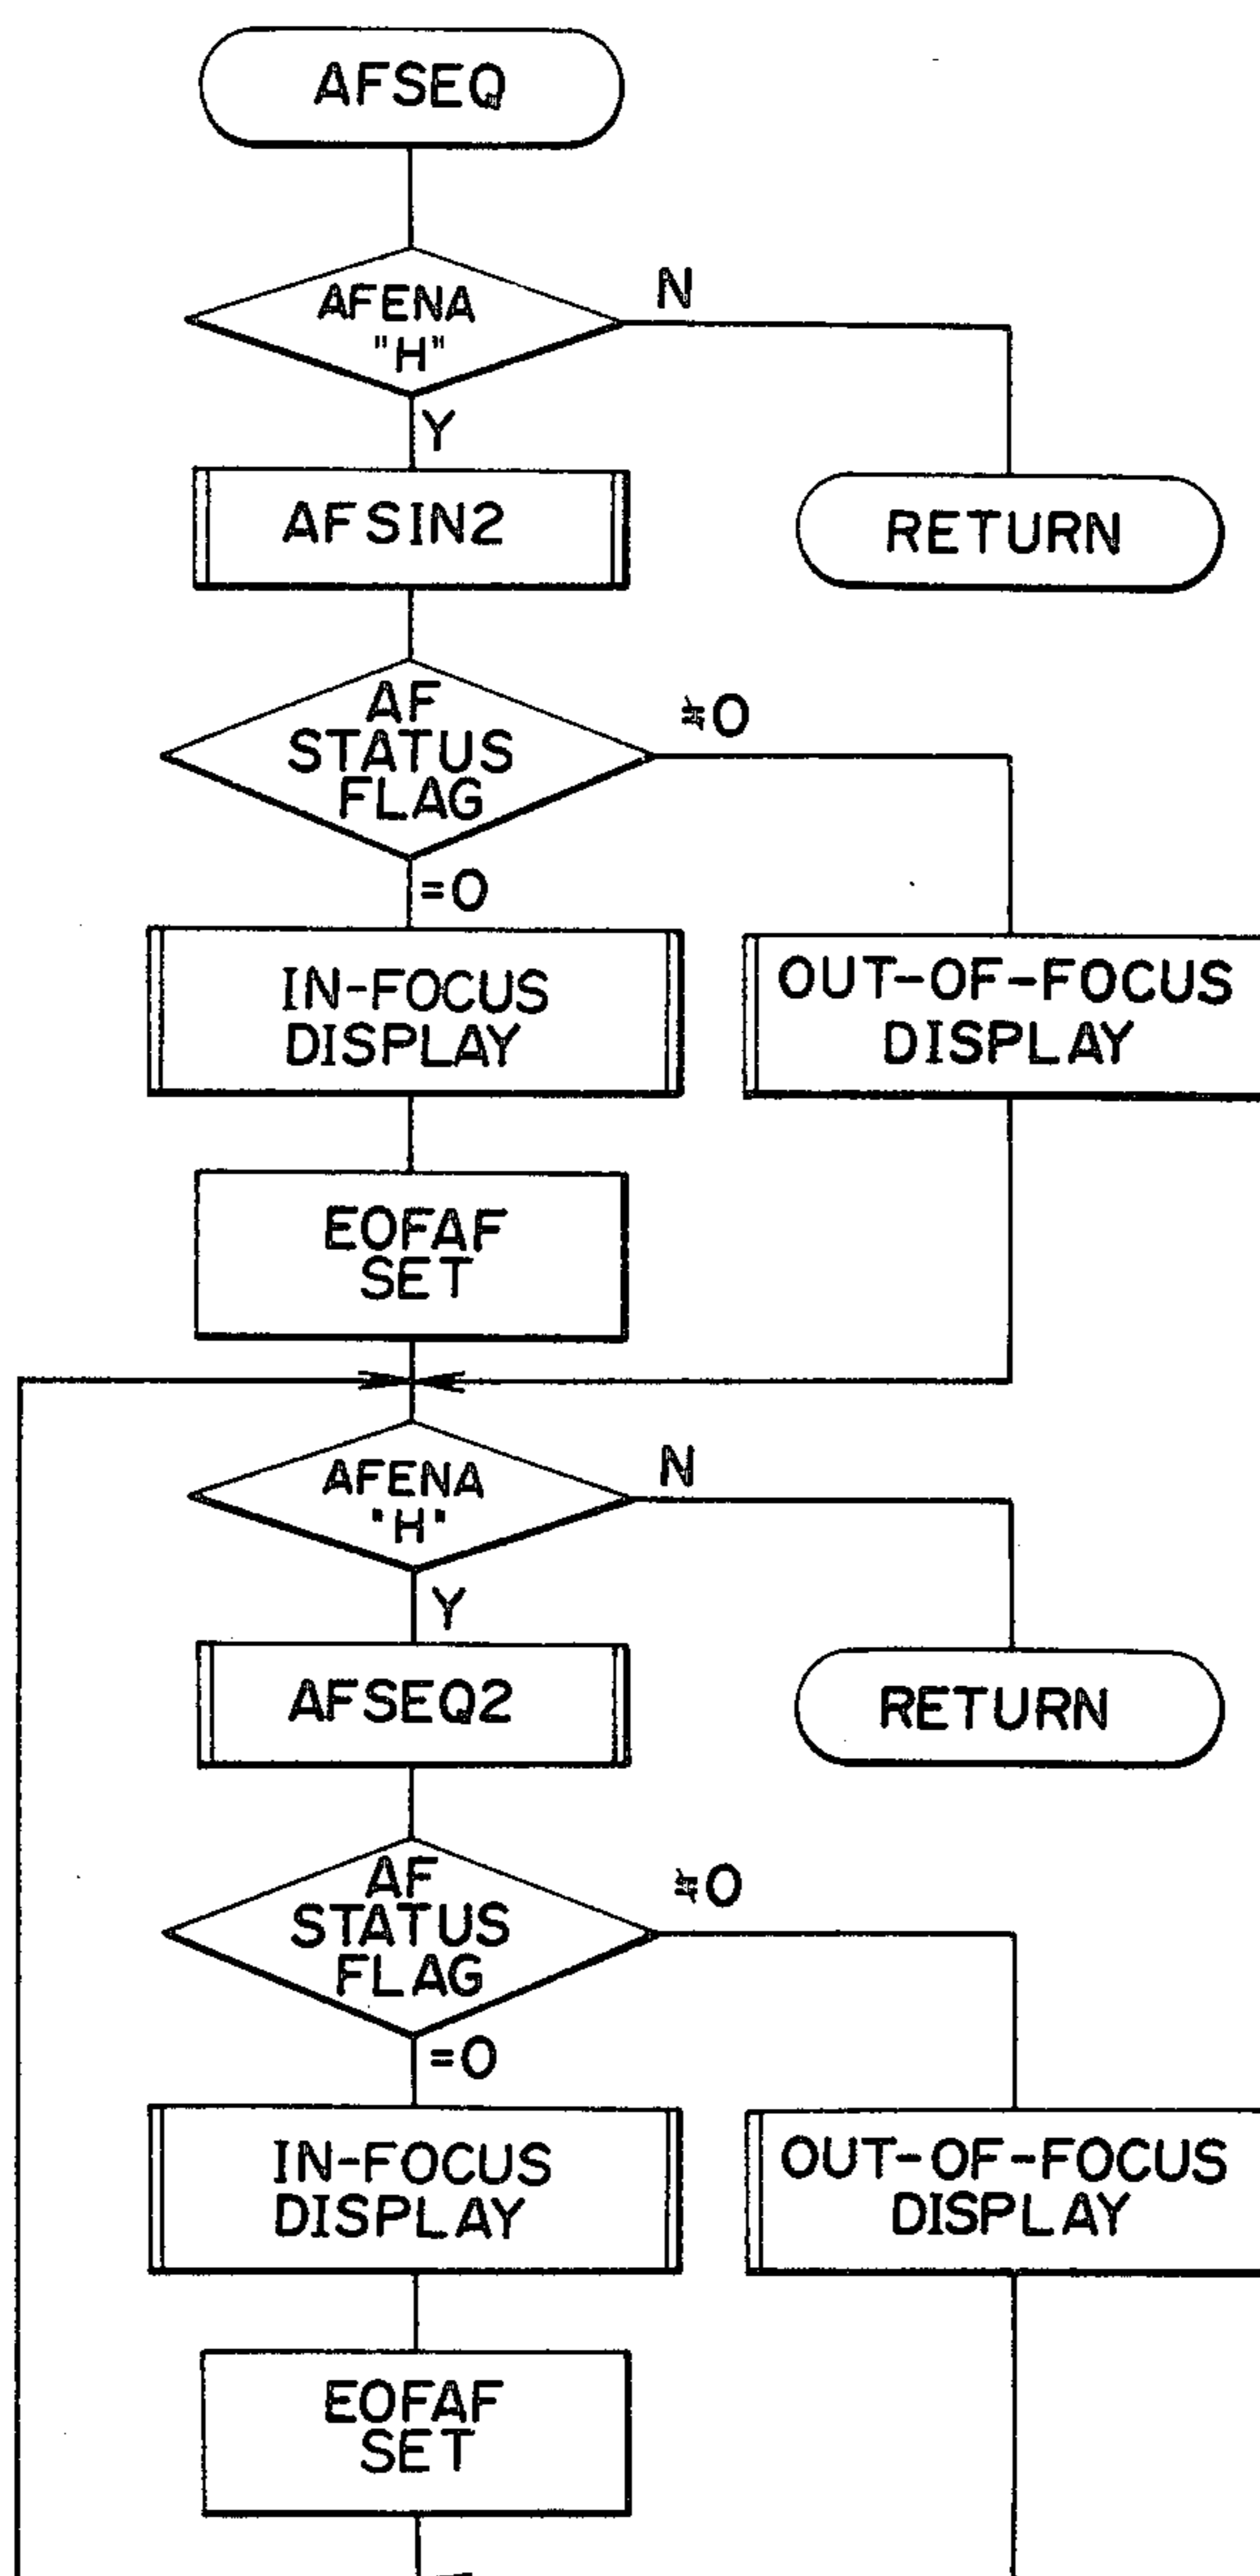 AFSEQ
AFENA
"H"
N
Y
AFSIN2
RETURN
AF
STATUS
FLAG
≠0
=0
IN-FOCUS
DISPLAY
OUT-OF-FOCUS
DISPLAY
EOFAF
SET
AFENA
"H"
N
Y
AFSEQ2
RETURN
AF
STATUS
FLAG
≠0
=0
IN-FOCUS
DISPLAY
OUT-OF-FOCUS
DISPLAY
EOFAF
SET